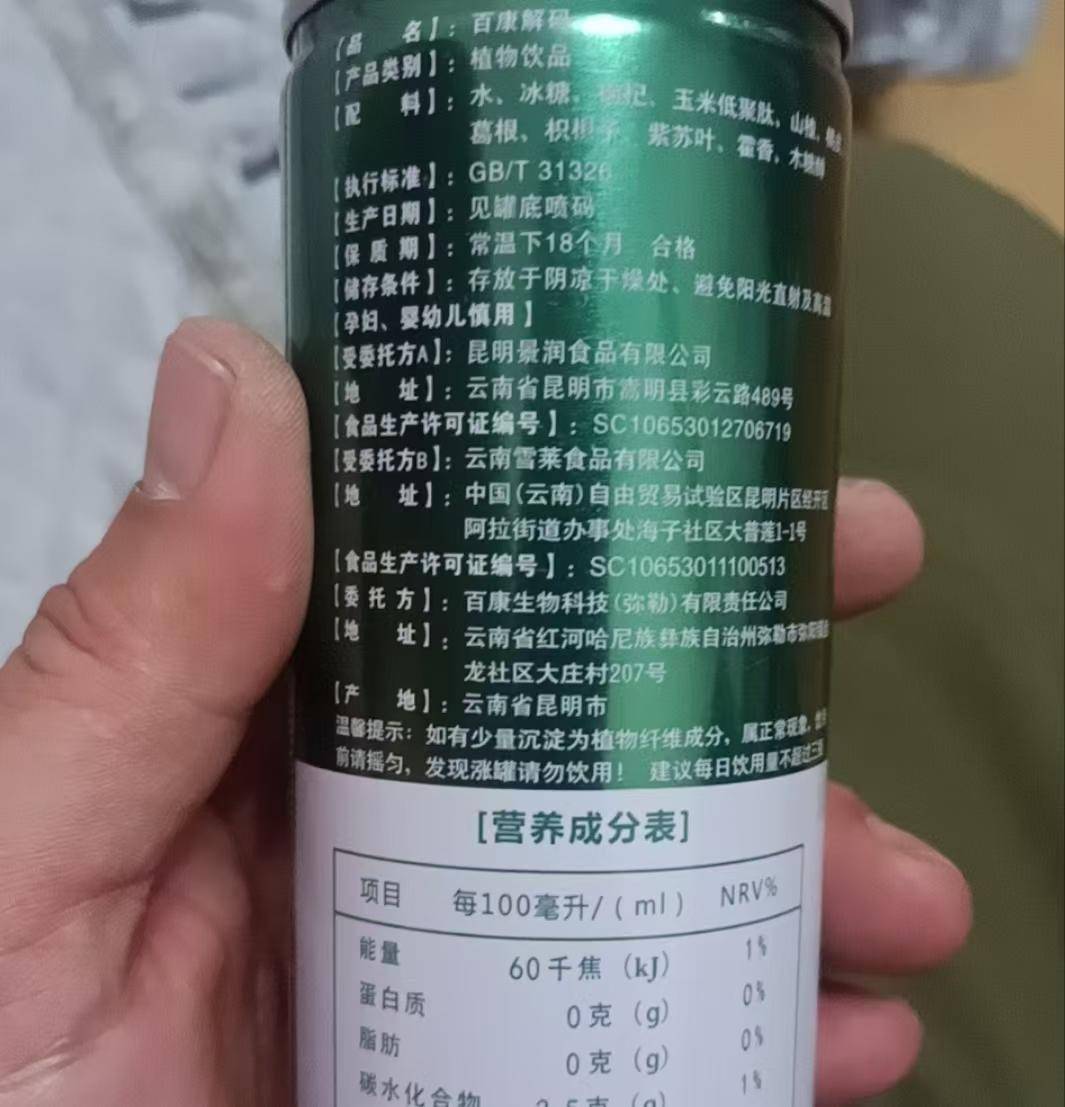 【品 名】：百康解码
【产品类别】：植物饮品
【配 料】：水、冰糖、枸杞、玉米低聚肽、山楂、
葛根、枳椇子、紫苏叶、霍香、木糖醇
【执行标准】：GB/T 31326
【生产日期】：见罐底喷码
【保 质 期】：常温下18个月 合格
【储存条件】：存放于阴凉干燥处、避免阳光直射及高温
【孕妇、婴幼儿慎用】
【受委托方A】：昆明景润食品有限公司
【地 址】：云南省昆明市嵩明县彩云路489号
【食品生产许可证编号】：SC10653012706719
【受委托方B】：云南雪莱食品有限公司
【地 址】：中国(云南)自由贸易试验区昆明片区经开区
阿拉街道办事处海子社区大普莲1-1号
【食品生产许可证编号】：SC10653011100513
【委 托 方】：百康生物科技(弥勒)有限责任公司
【地 址】：云南省红河哈尼族彝族自治州弥勒市弥阳镇
龙社区大庄村207号
【产 地】：云南省昆明市
温馨提示：如有少量沉淀为植物纤维成分，属正常现象，饮用
前请摇匀，发现涨罐请勿饮用！ 建议每日饮用量不超过三
[营养成分表]
项目 每100毫升/(ml) NRV%
能量 60千焦 (kJ) 1%
蛋白质 0克 (g) 0%
脂肪 0克 (g) 0%
碳水化合物 克 (g) 1%